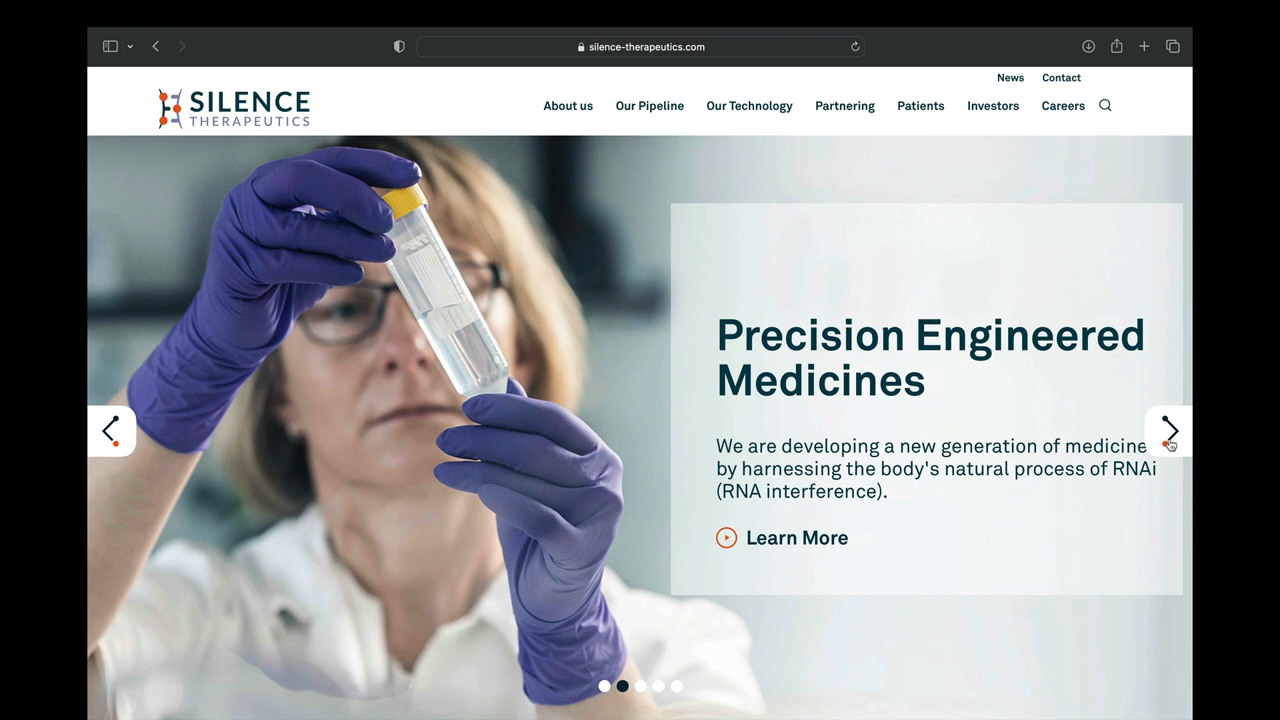 silence-therapeutics.com
News Contact
SILENCE
THERAPEUTICS
About us Our Pipeline Our Technology Partnering Patients Investors Careers
Precision Engineered
Medicines
We are developing a new generation of medicine
by harnessing the body's natural process of RNAi
(RNA interference).
Learn More